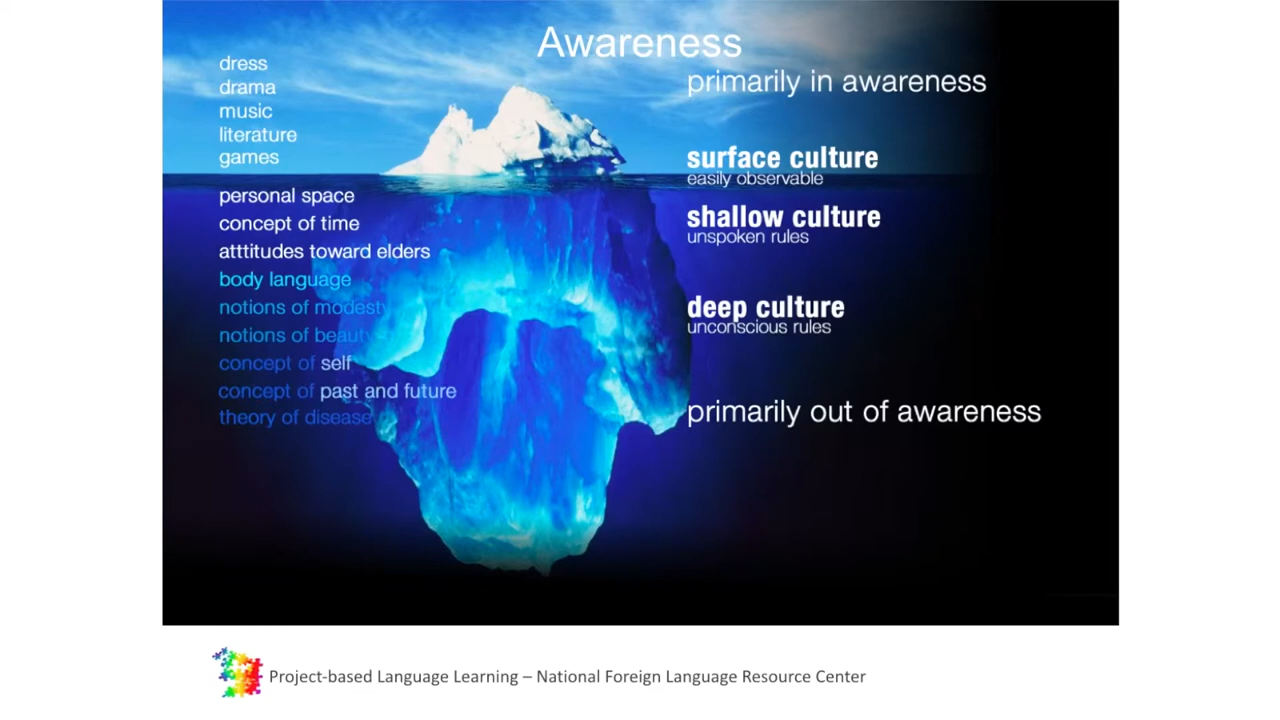 Awareness
dress
drama
music
literature
games
personal space
concept of time
atttitudes toward elders
body language
notions of modesty
notions of beauty
concept of self
concept of past and future
theory of disease
primarily in awareness
surface culture
easily observable
shallow culture
unspoken rules
deep culture
unconscious rules
primarily out of awareness
Project-based Language Learning – National Foreign Language Resource Center